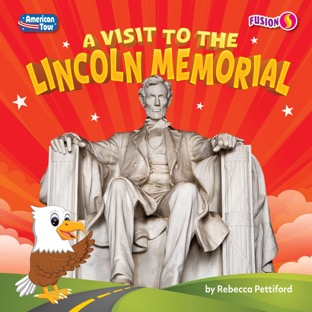 American
Tour
FUSION
A VISIT TO THE
LINCOLN MEMORIAL
by Rebecca Pettiford